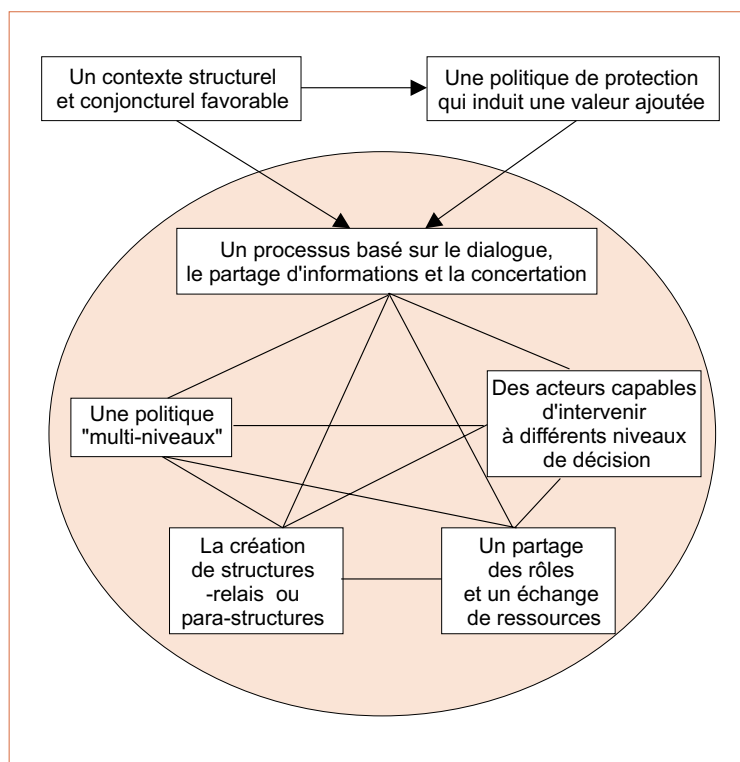 Un contexte structurel
et conjoncturel favorable
Une politique de protection
qui induit une valeur ajoutée
Un processus basé sur le dialogue,
le partage d'informations et la concertation
Une politique
"multi-niveaux"
Des acteurs capables
d'intervenir
à différents niveaux
de décision
La création
de structures
-relais ou
para-structures
Un partage
des rôles
et un échange
de ressources